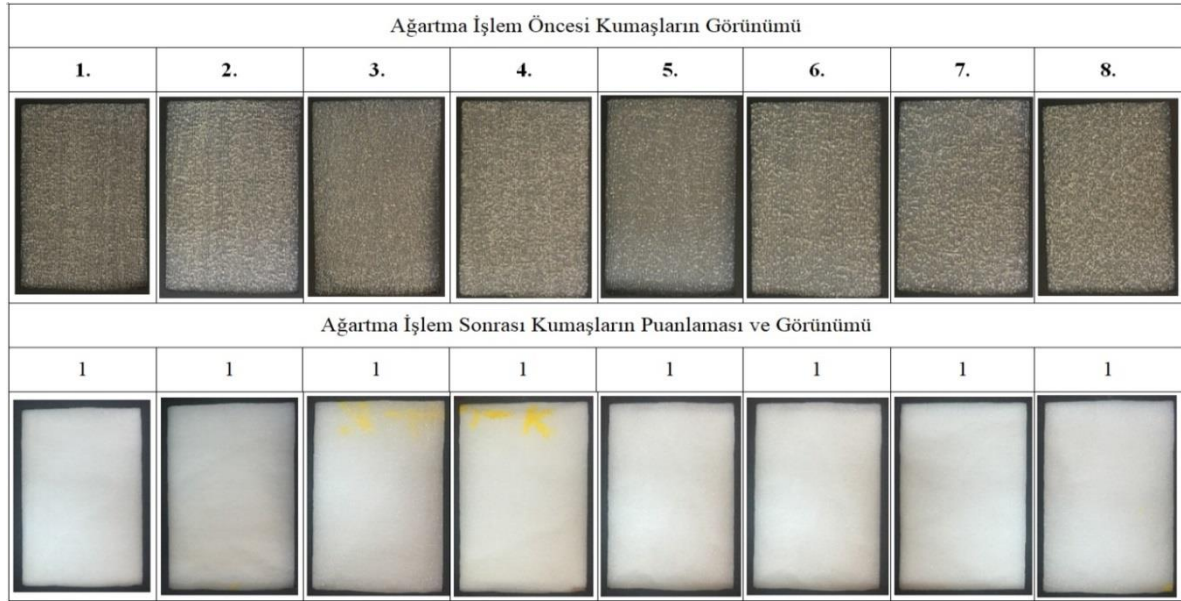 Ağartma İşlem Öncesi Kumaşların Görünümü
1. 2. 3. 4. 5. 6. 7. 8.
Ağartma İşlem Sonrası Kumaşların Puanlaması ve Görünümü
1 1 1 1 1 1 1 1